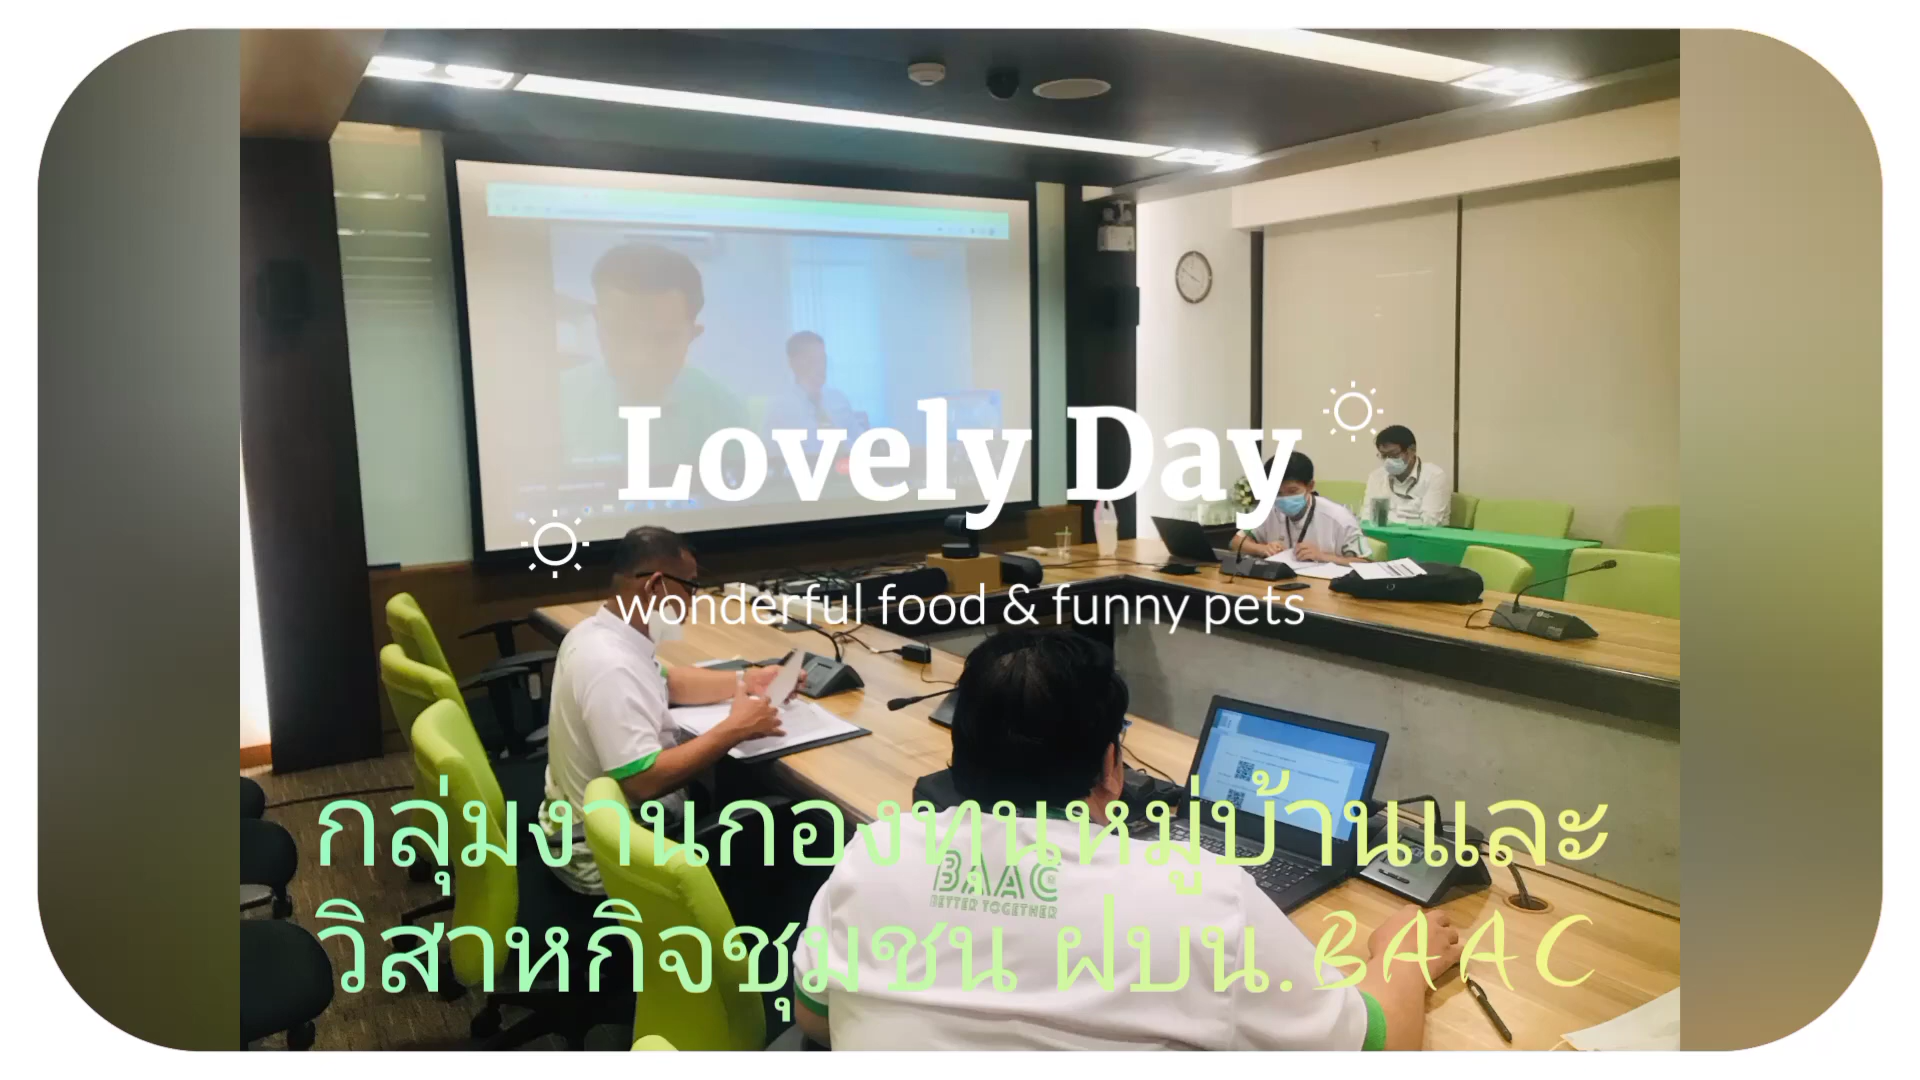 Lovely Day
wonderful food & funny pets
กลุ่มงานกองทุนหมู่บ้านและ
วิสาหกิจชุมชน ฝบน.BAAC
BAAC
BETTER TOGETHER